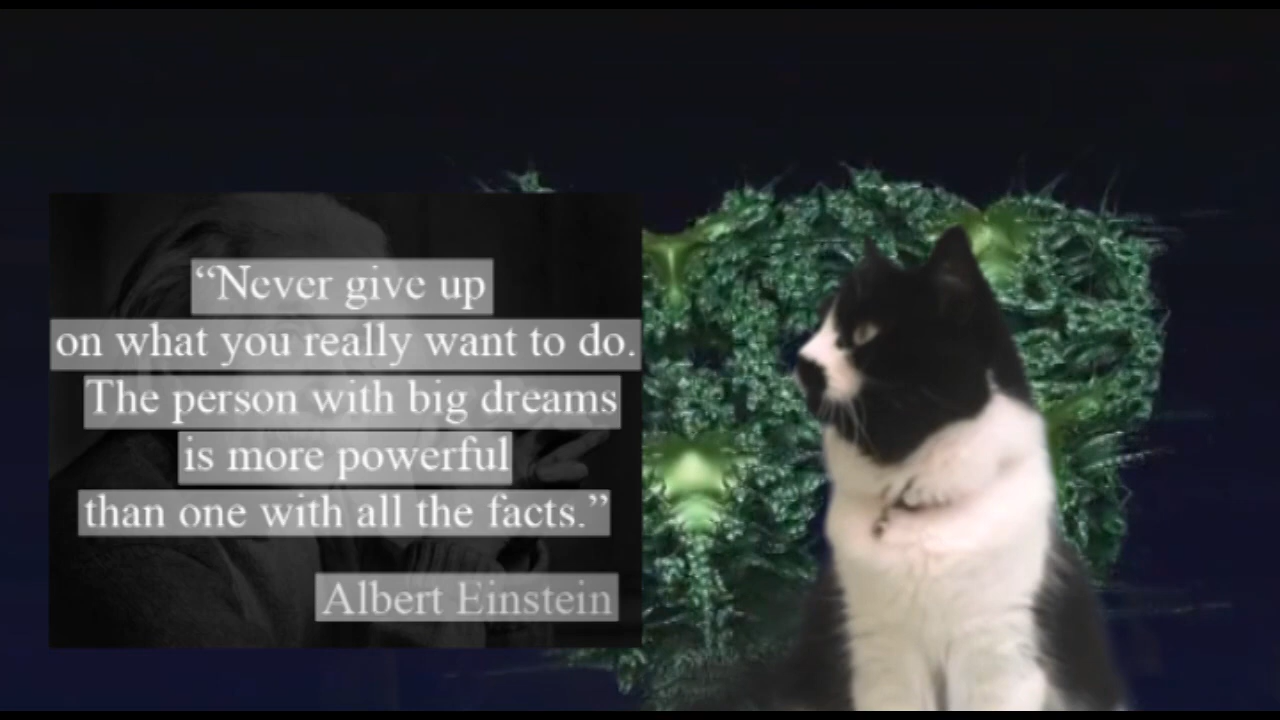 “Never give up
on what you really want to do.
The person with big dreams
is more powerful
than one with all the facts.”
Albert Einstein